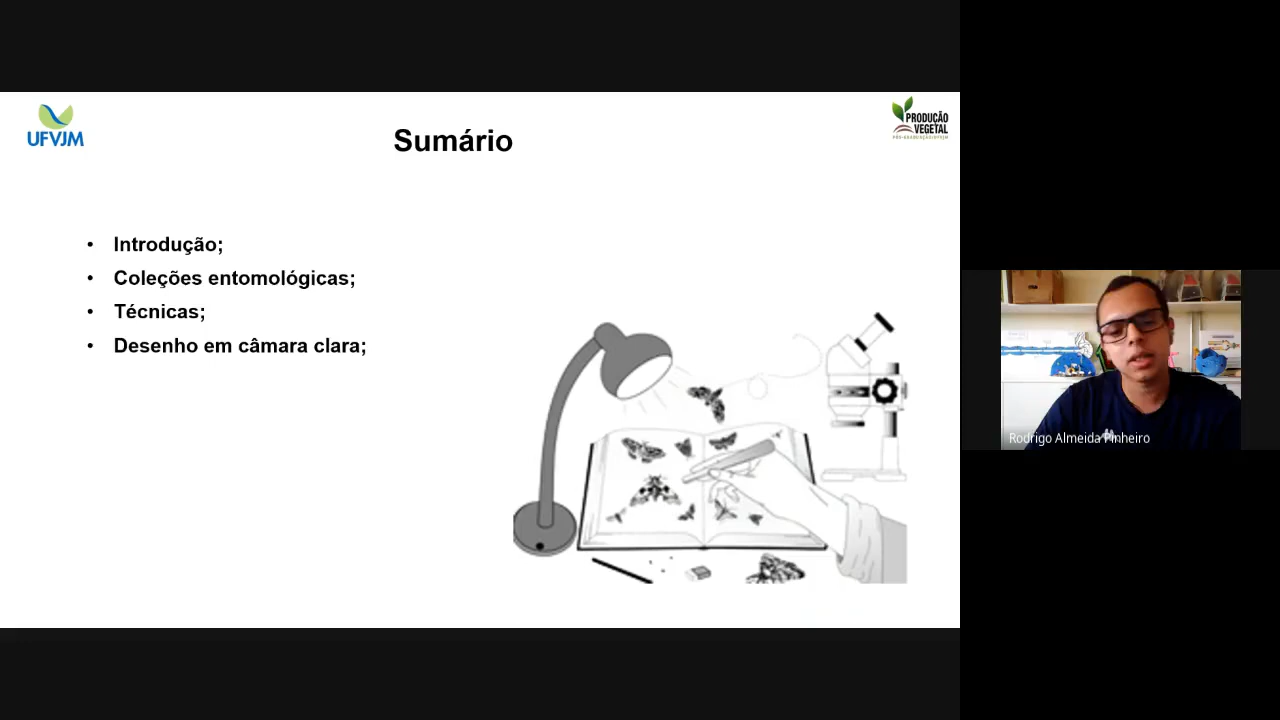 UFVJM
PRODUÇÃO
VEGETAL
Sumário
• Introdução;
• Coleções entomológicas;
• Técnicas;
• Desenho em câmara clara;
Rodrigo Almeida Pinheiro